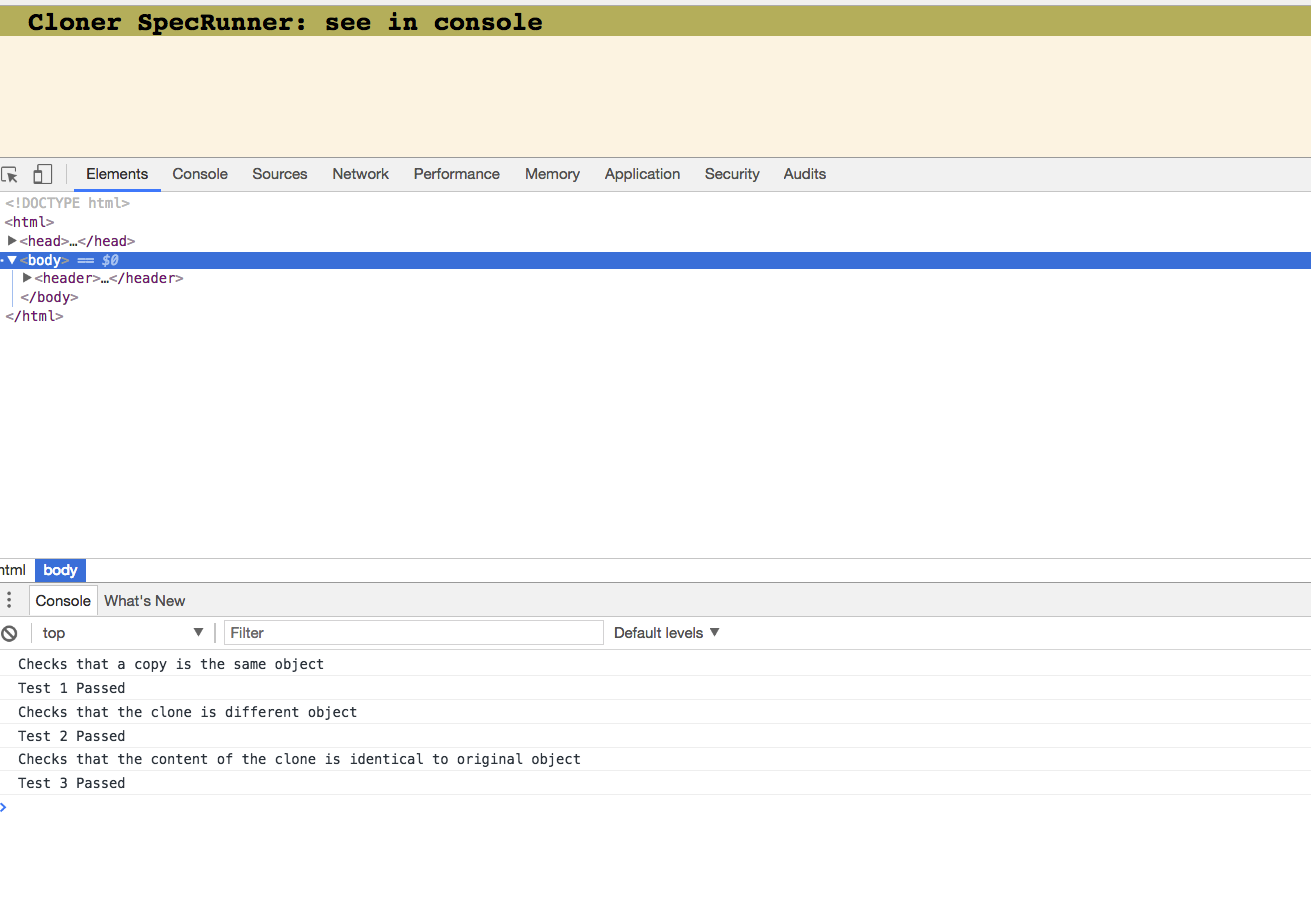 Cloner SpecRunner: see in console
Elements Console Sources Network Performance Memory Application Security Audits
<!DOCTYPE html>
<html>
<head>…</head>
<body> == $0
<header>…</header>
</body>
</html>
html body
Console What's New
top Filter Default levels
Checks that a copy is the same object
Test 1 Passed
Checks that the clone is different object
Test 2 Passed
Checks that the content of the clone is identical to original object
Test 3 Passed